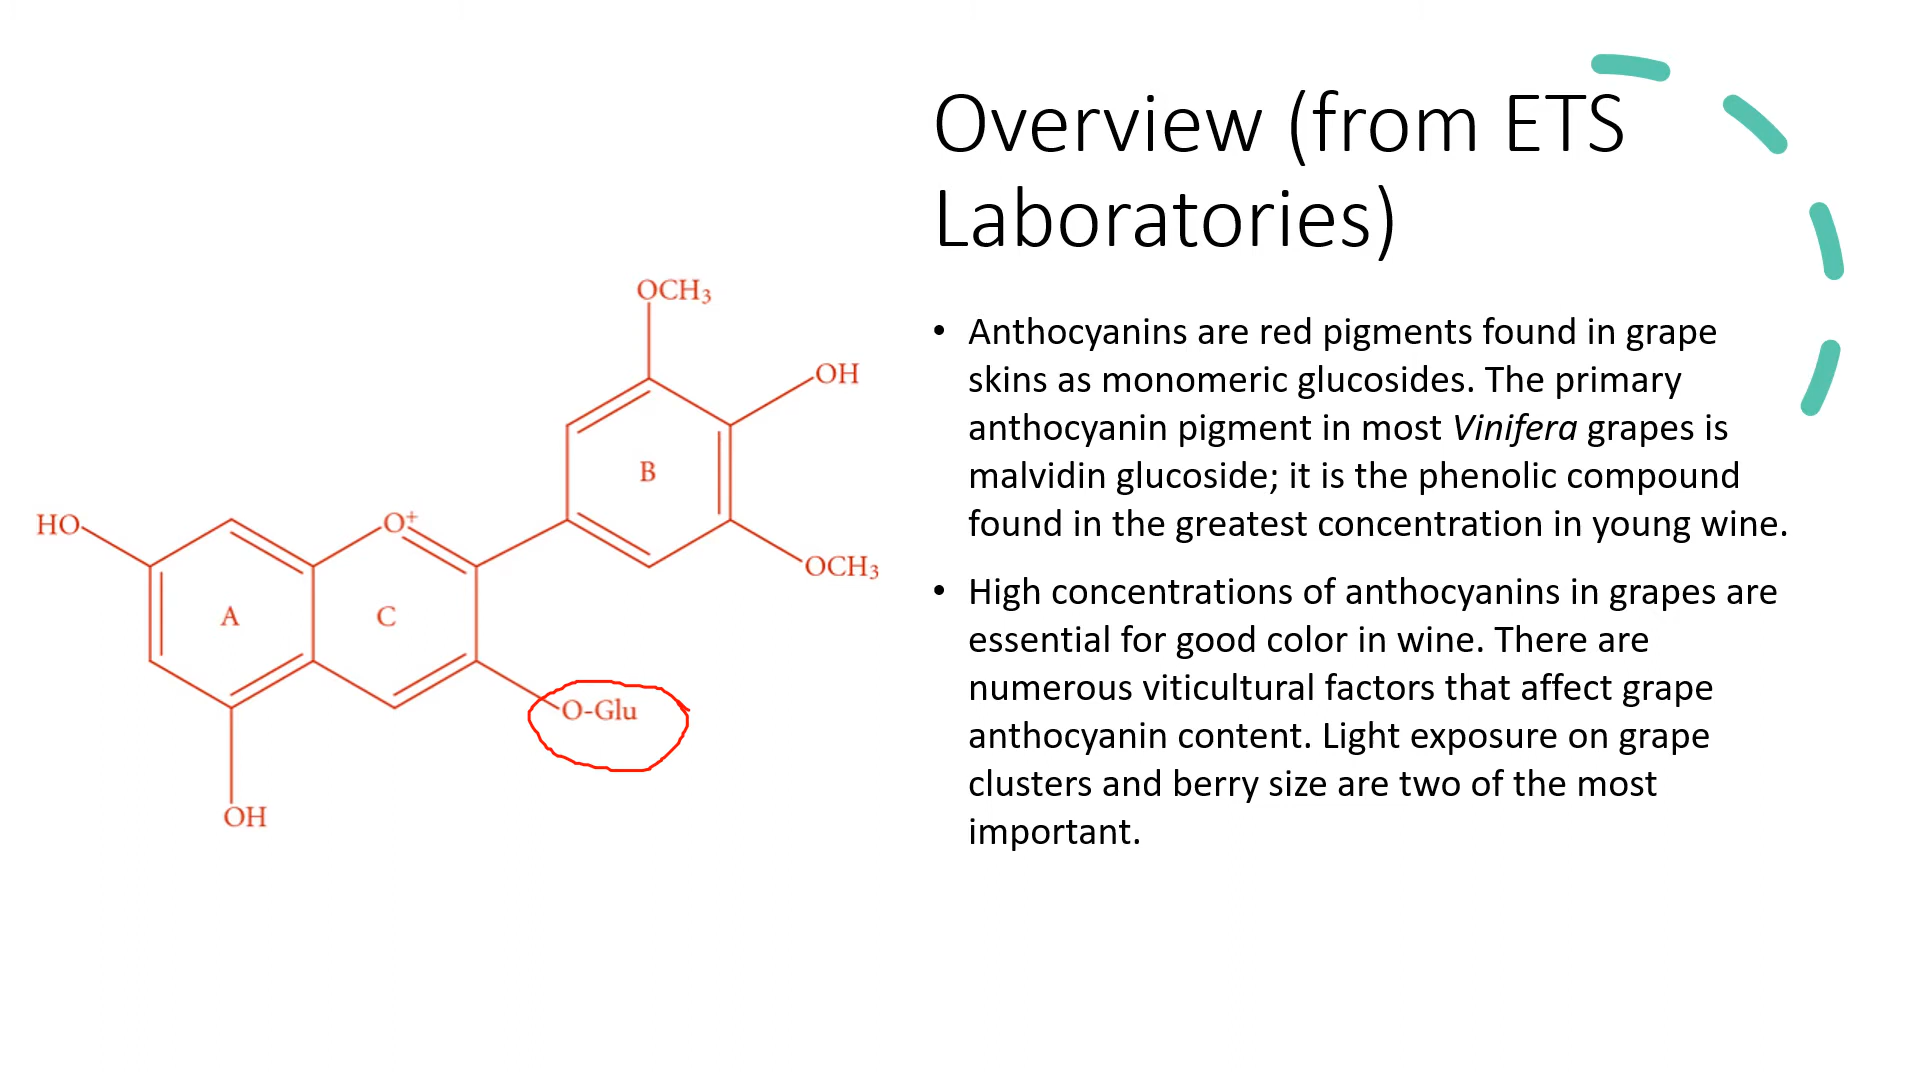 Overview (from ETS
Laboratories)
• Anthocyanins are red pigments found in grape
skins as monomeric glucosides. The primary
anthocyanin pigment in most Vinifera grapes is
malvidin glucoside; it is the phenolic compound
found in the greatest concentration in young wine.
• High concentrations of anthocyanins in grapes are
essential for good color in wine. There are
numerous viticultural factors that affect grape
anthocyanin content. Light exposure on grape
clusters and berry size are two of the most
important.
OCH3
OH
B
HO
O+
OCH3
A
C
O-Glu
OH